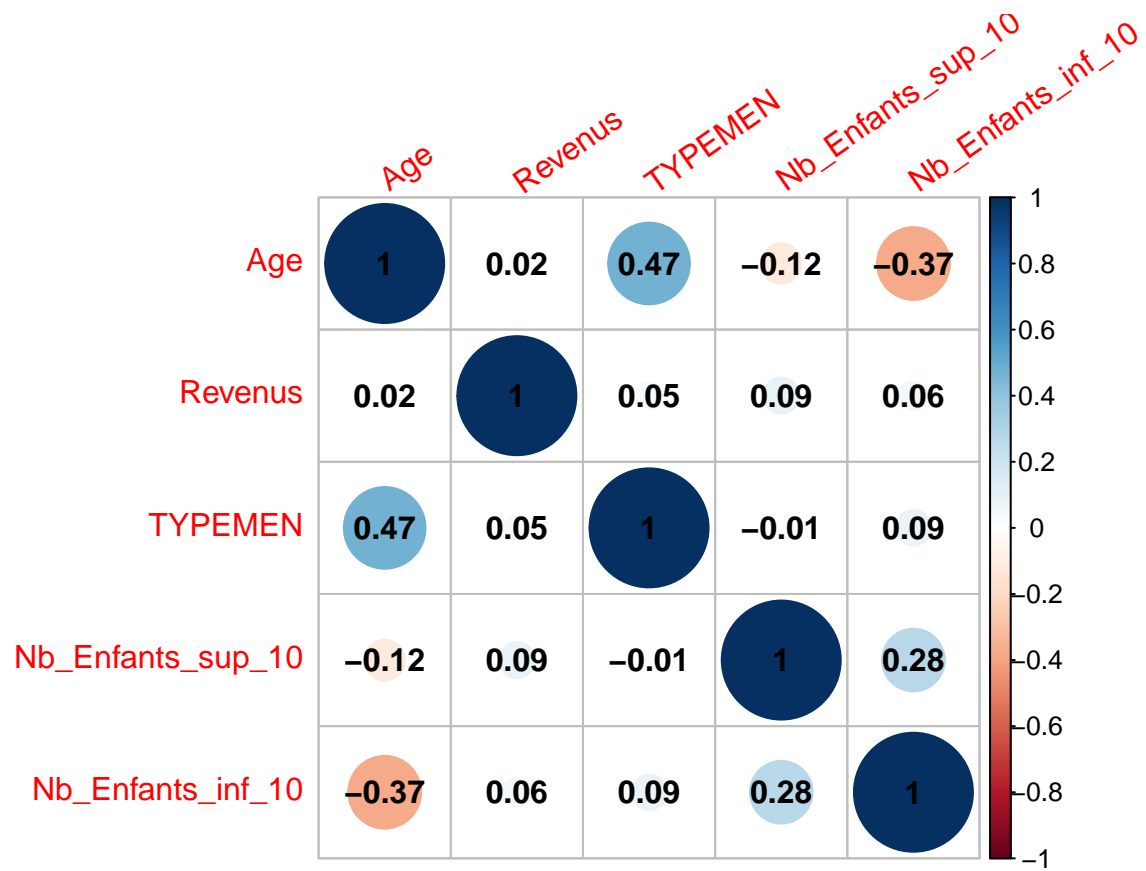 Age Revenus TYPEMEN Nb_Enfants_sup_10 Nb_Enfants_inf_10
Age 1 0.02 0.47 −0.12 −0.37
Revenus 0.02 1 0.05 0.09 0.06
TYPEMEN 0.47 0.05 1 −0.01 0.09
Nb_Enfants_sup_10 −0.12 0.09 −0.01 1 0.28
Nb_Enfants_inf_10 −0.37 0.06 0.09 0.28 1
1
0.8
0.6
0.4
0.2
0
−0.2
−0.4
−0.6
−0.8
−1